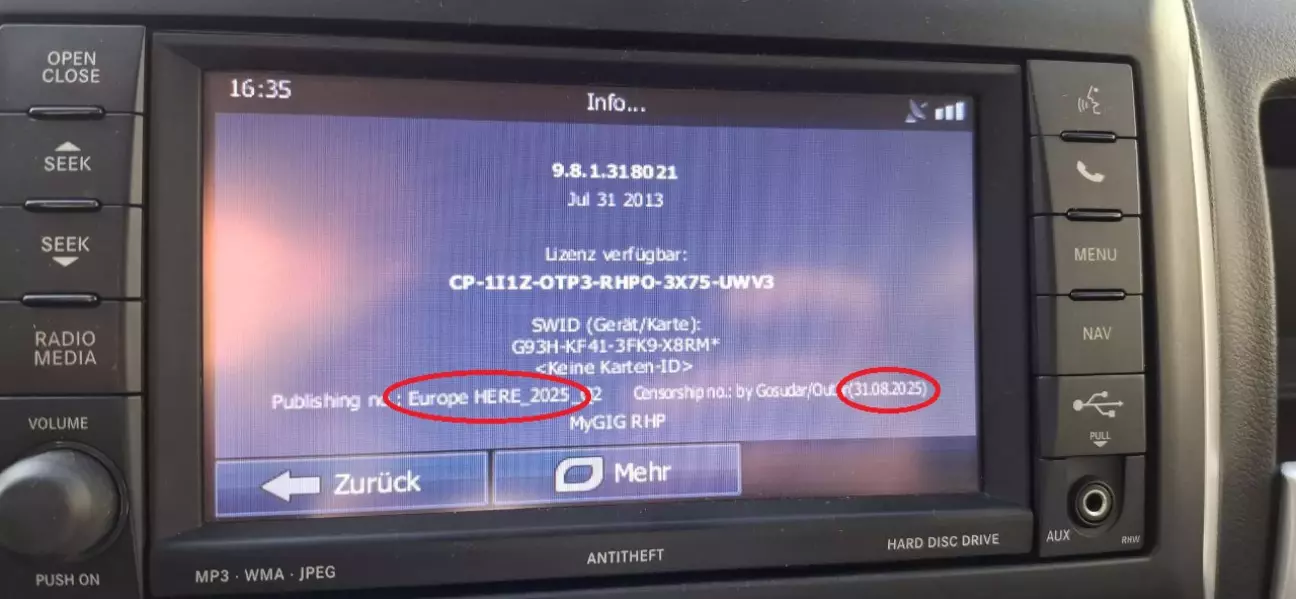 OPEN
CLOSE
SEEK
SEEK
RADIO
MEDIA
VOLUME
PUSH ON
16:35
Info...
9.8.1.318021
Jul 31 2013
Lizenz verfügbar:
CP-1I1Z-OTP3-RHPO-3X75-UWV3
SWID (Gerät/Karte):
G93H-KF41-3FK9-X8RM*
<Keine Karten-ID>
Publishing : Europe HERE_2025_Q2 Censorship no.: by Gosudar/ (31.08.2025)
MyGIG RHP
Zurück
Mehr
MP3 · WMA · JPEG
ANTITHEFT
HARD DISC DRIVE
MENU
NAV
PULL
AUX
RHW